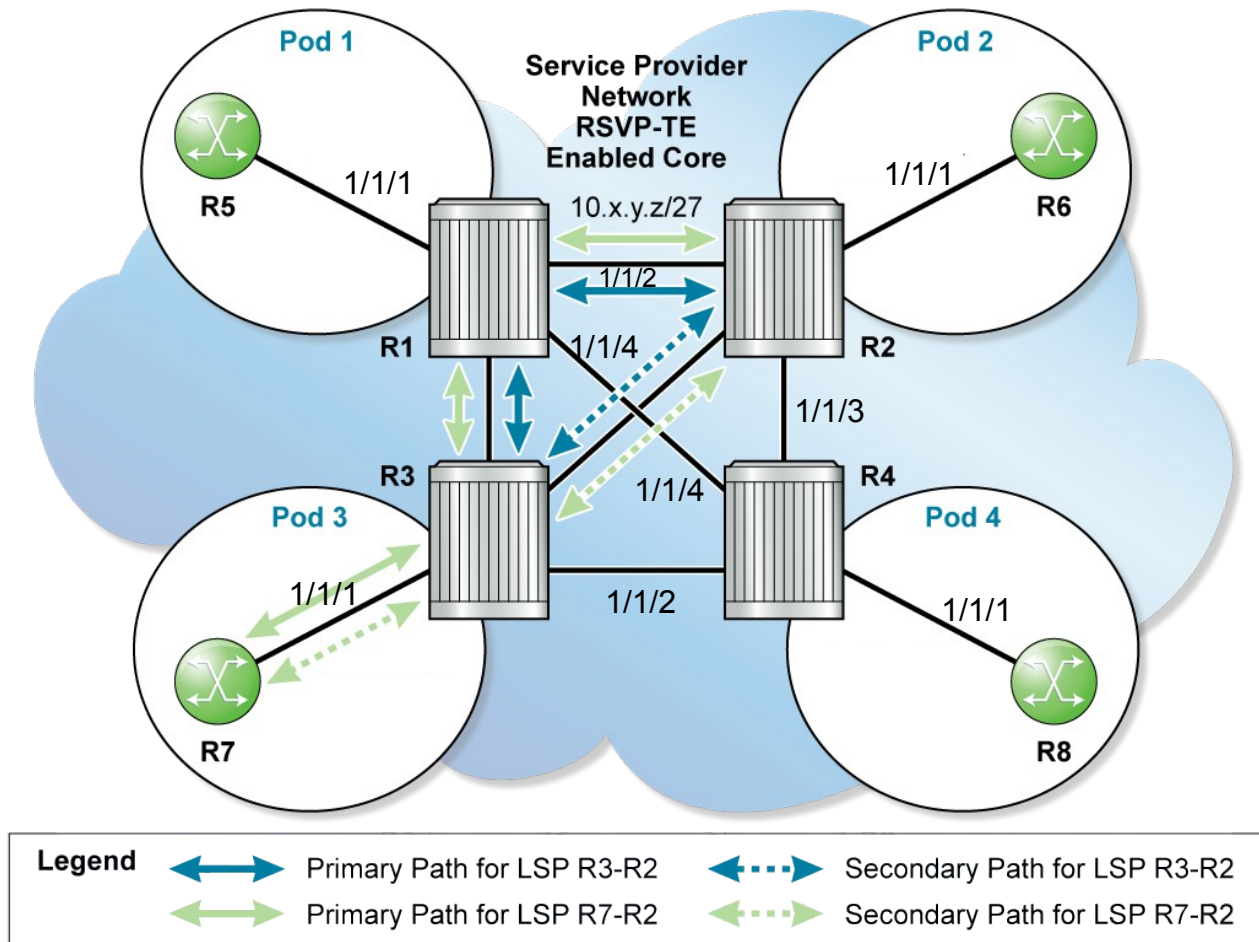 Pod 1
Pod 2
Service Provider
Network
RSVP-TE
Enabled Core
R5
1/1/1
1/1/1
R6
10.x.y.z/27
1/1/2
R1
1/1/4
R2
1/1/3
R3
1/1/4
R4
Pod 3
Pod 4
1/1/1
1/1/2
1/1/1
R7
R8
Legend
Primary Path for LSP R3-R2
Secondary Path for LSP R3-R2
Primary Path for LSP R7-R2
Secondary Path for LSP R7-R2